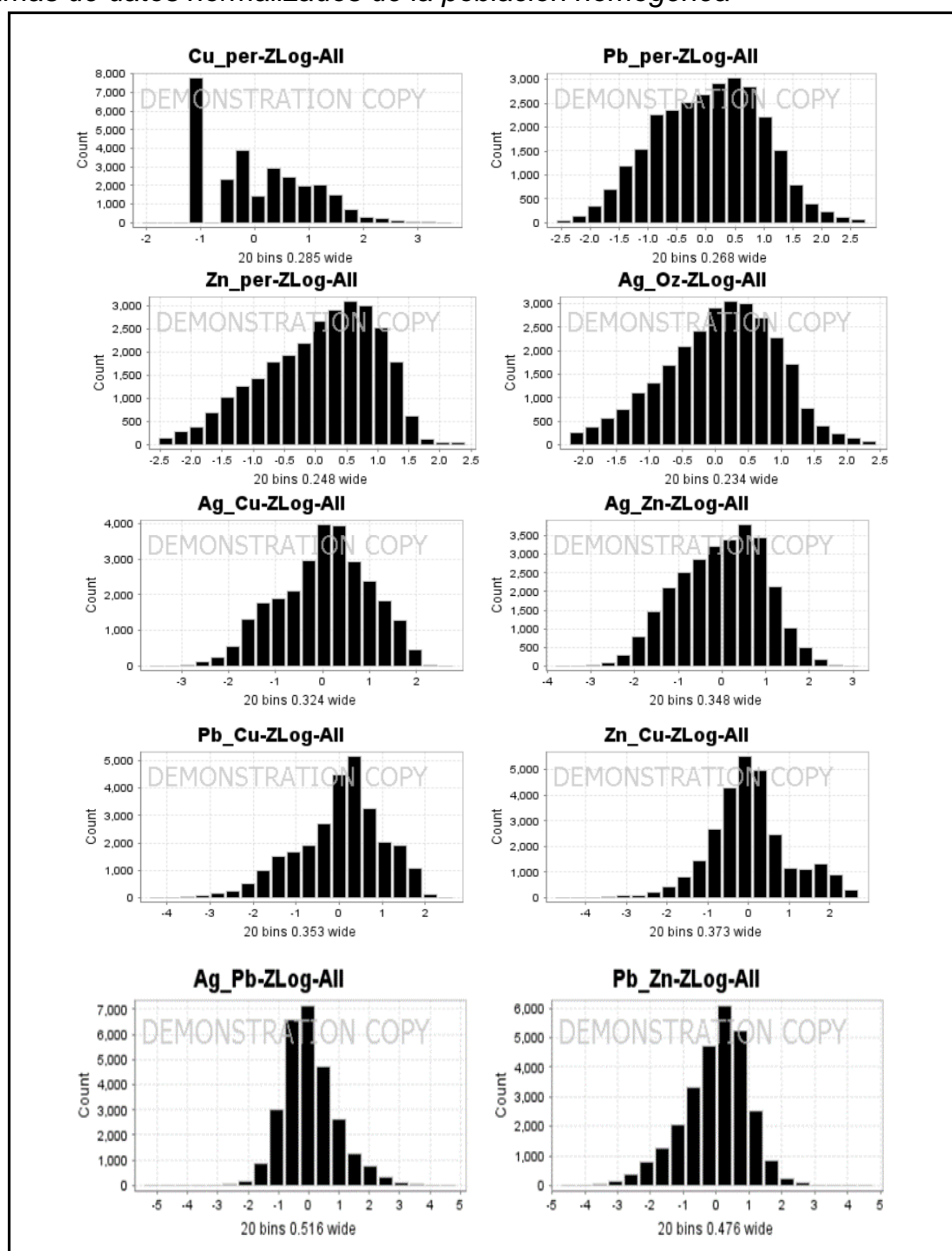 mas de datos normalizados de la población homogénea
Cu_per-ZLog-All
DEMONSTRATION COPY
8,000
7,000
6,000
5,000
4,000
3,000
2,000
1,000
0
Count
-2 -1 0 1 2 3
20 bins 0.285 wide
Pb_per-ZLog-All
DEMONSTRATION COPY
3,000
2,500
2,000
1,500
1,000
500
0
Count
-2.5 -2.0 -1.5 -1.0 -0.5 0.0 0.5 1.0 1.5 2.0 2.5
20 bins 0.268 wide
Zn_per-ZLog-All
DEMONSTRATION COPY
3,000
2,500
2,000
1,500
1,000
500
0
Count
-2.5 -2.0 -1.5 -1.0 -0.5 0.0 0.5 1.0 1.5 2.0 2.5
20 bins 0.248 wide
Ag_Oz-ZLog-All
DEMONSTRATION COPY
3,000
2,500
2,000
1,500
1,000
500
0
Count
-2.0 -1.5 -1.0 -0.5 0.0 0.5 1.0 1.5 2.0 2.5
20 bins 0.234 wide
Ag_Cu-ZLog-All
DEMONSTRATION COPY
4,000
3,000
2,000
1,000
0
Count
-3 -2 -1 0 1 2
20 bins 0.324 wide
Ag_Zn-ZLog-All
DEMONSTRATION COPY
3,500
3,000
2,500
2,000
1,500
1,000
500
0
Count
-4 -3 -2 -1 0 1 2 3
20 bins 0.348 wide
Pb_Cu-ZLog-All
DEMONSTRATION COPY
5,000
4,000
3,000
2,000
1,000
0
Count
-4 -3 -2 -1 0 1 2
20 bins 0.353 wide
Zn_Cu-ZLog-All
DEMONSTRATION COPY
5,000
4,000
3,000
2,000
1,000
0
Count
-4 -3 -2 -1 0 1 2
20 bins 0.373 wide
Ag_Pb-ZLog-All
DEMONSTRATION COPY
7,000
6,000
5,000
4,000
3,000
2,000
1,000
0
Count
-5 -4 -3 -2 -1 0 1 2 3 4 5
20 bins 0.516 wide
Pb_Zn-ZLog-All
DEMONSTRATION COPY
6,000
5,000
4,000
3,000
2,000
1,000
0
Count
-5 -4 -3 -2 -1 0 1 2 3 4 5
20 bins 0.476 wide